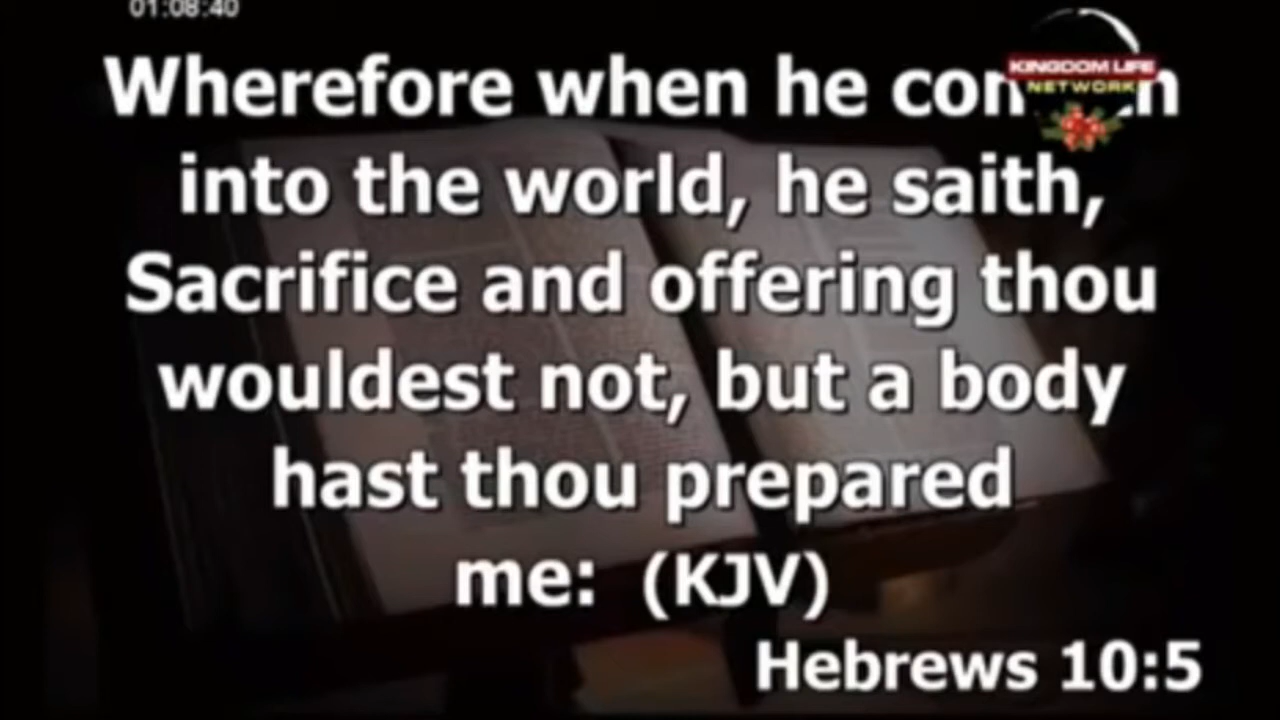 01:08:40
KINGDOM LIFE
NETWORK
Wherefore when he
into the world, he saith,
Sacrifice and offering thou
wouldest not, but a body
hast thou prepared
me: (KJV)
Hebrews 10:5